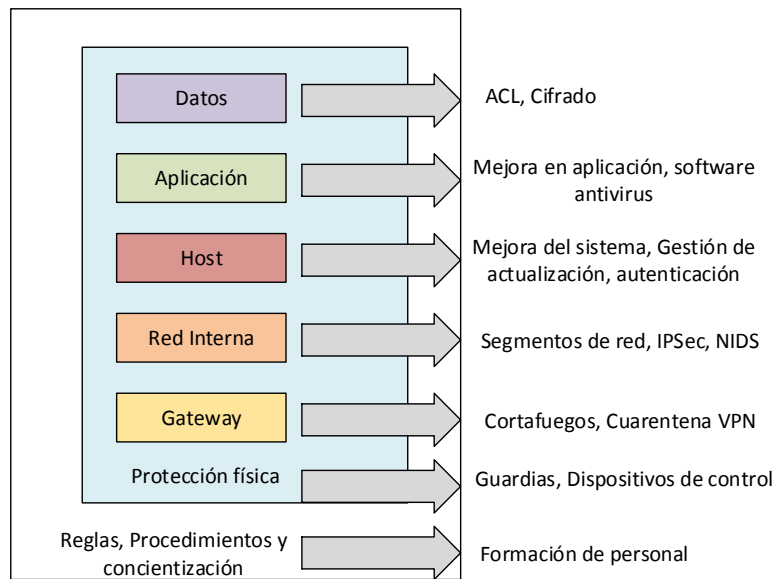 Datos
ACL, Cifrado
Aplicación
Mejora en aplicación, software
antivirus
Host
Mejora del sistema, Gestión de
actualización, autenticación
Red Interna
Segmentos de red, IPSec, NIDS
Gateway
Cortafuegos, Cuarentena VPN
Protección física
Guardias, Dispositivos de control
Reglas, Procedimientos y
concientización
Formación de personal